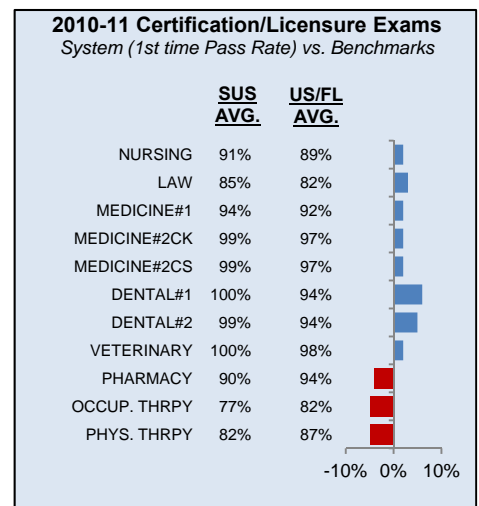 2010-11 Certification/Licensure Exams
System (1st time Pass Rate) vs. Benchmarks
SUS AVG. US/FL AVG.
NURSING 91% 89%
LAW 85% 82%
MEDICINE#1 94% 92%
MEDICINE#2CK 99% 97%
MEDICINE#2CS 99% 97%
DENTAL#1 100% 94%
DENTAL#2 99% 94%
VETERINARY 100% 98%
PHARMACY 90% 94%
OCCUP. THRPY 77% 82%
PHYS. THRPY 82% 87%
-10% 0% 10%